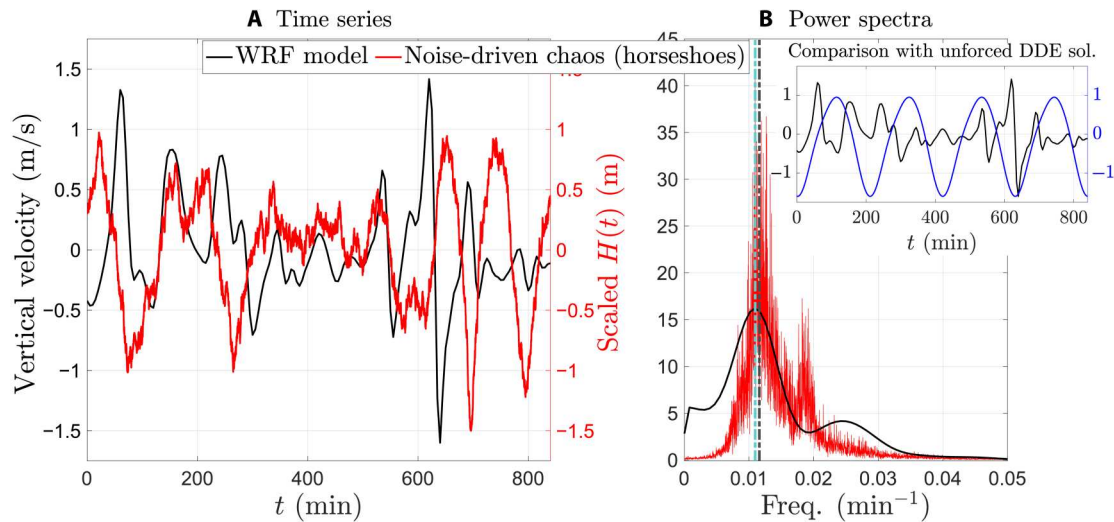 A Time series
B Power spectra
WRF model Noise-driven chaos (horseshoes)
Comparison with unforced DDE sol.
Vertical velocity (m/s)
1.5
1
0.5
0
−0.5
−1
−1.5
0 200 400 600 800
t (min)
Scaled H(t) (m)
1
0.5
0
−0.5
−1
−1.5
45
40
35
30
25
20
15
10
5
0
0 0.01 0.02 0.03 0.04 0.05
Freq. (min⁻¹)
1
0
−1
1
0
−1
0 200 400 600 800
t (min)